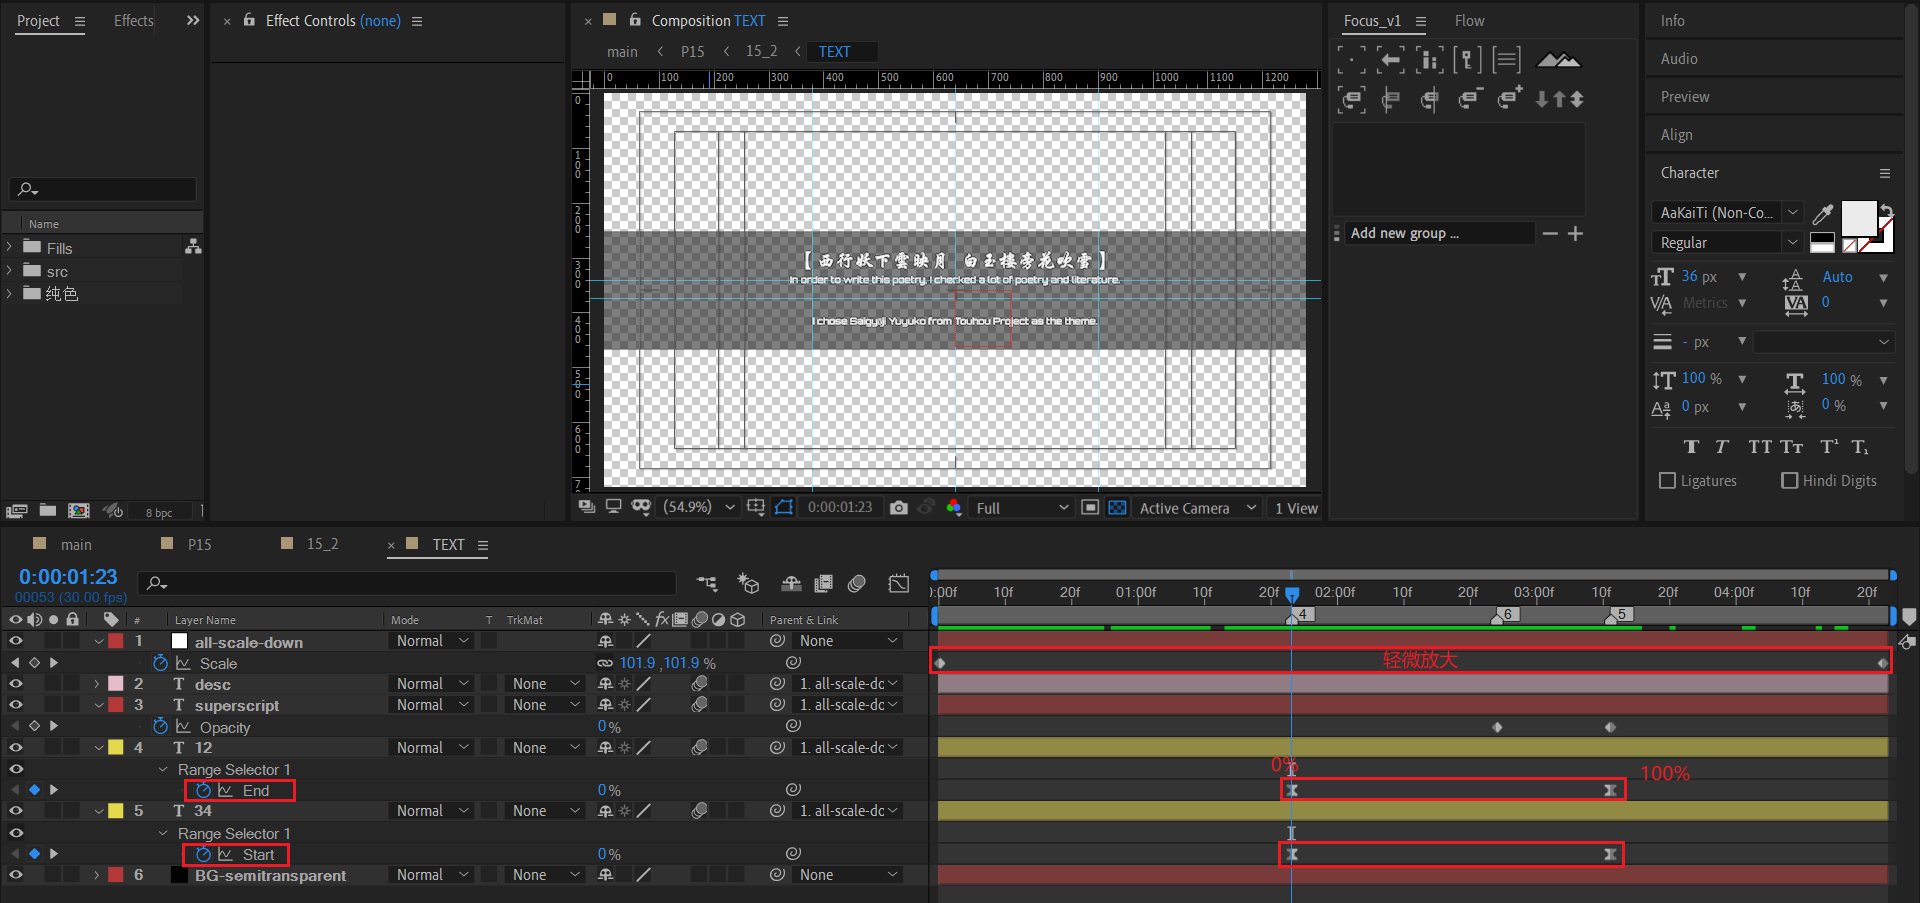 Project
Effects
Effect Controls (none)
Composition TEXT
Focus_v1
Flow
Info
main
P15
15_2
TEXT
Audio
Preview
Align
Character
0 100 200 300 400 500 600 700 800 900 1000 1100 1200
0
100
200
300
400
500
600
7
AaKaiTi (Non-Co...
Regular
Name
Fills
src
纯色
【西行妖下雲映月 白玉楼旁花吹雪】
In order to write this poetry, I checked a lot of poetry and literature.
I chose Saigyuji Yuyuko from Touhou Project as the theme.
Add new group ...
36 px
Auto
Metrics
0
- px
100 %
100 %
0 px
0 %
Ligatures
Hindi Digits
8 bpc
(54.9%)
0:00:01:23
Full
Active Camera
1 View
main
P15
15_2
TEXT
0:00:01:23
00053 (30.00 fps)
:00f 10f 20f 01:00f 10f 20f 02:00f 10f 20f 03:00f 10f 04:00f 10f 20f
4 6 5
# Layer Name Mode T TrkMat Parent & Link
1 all-scale-down Normal None
Scale 101.9 ,101.9 % 轻微放大
2 T desc Normal None 1. all-scale-dc
3 T superscript Normal None 1. all-scale-dc
Opacity 0 %
4 T 12 Normal None 1. all-scale-dc
Range Selector 1
0%
100%
End 0 %
5 T 34 Normal None 1. all-scale-dc
Range Selector 1
Start 0 %
6 BG-semitransparent Normal None None